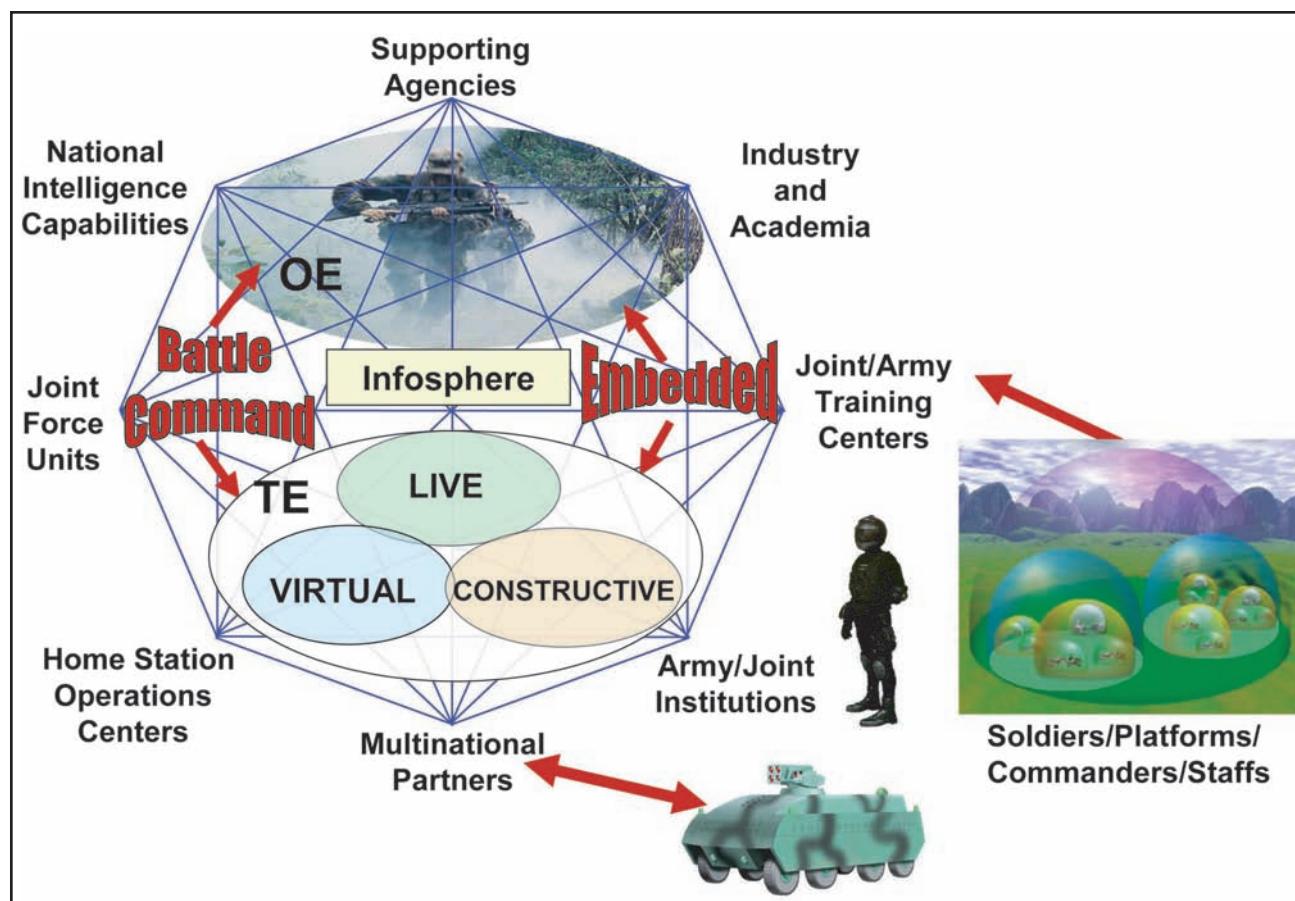 Supporting
Agencies
National
Intelligence
Capabilities
Industry
and
Academia
OE
Battle
Command
Infosphere
Embedded
Joint
Force
Units
Joint/Army
Training
Centers
TE
LIVE
VIRTUAL
CONSTRUCTIVE
Home Station
Operations
Centers
Army/Joint
Institutions
Multinational
Partners
Soldiers/Platforms/
Commanders/Staffs